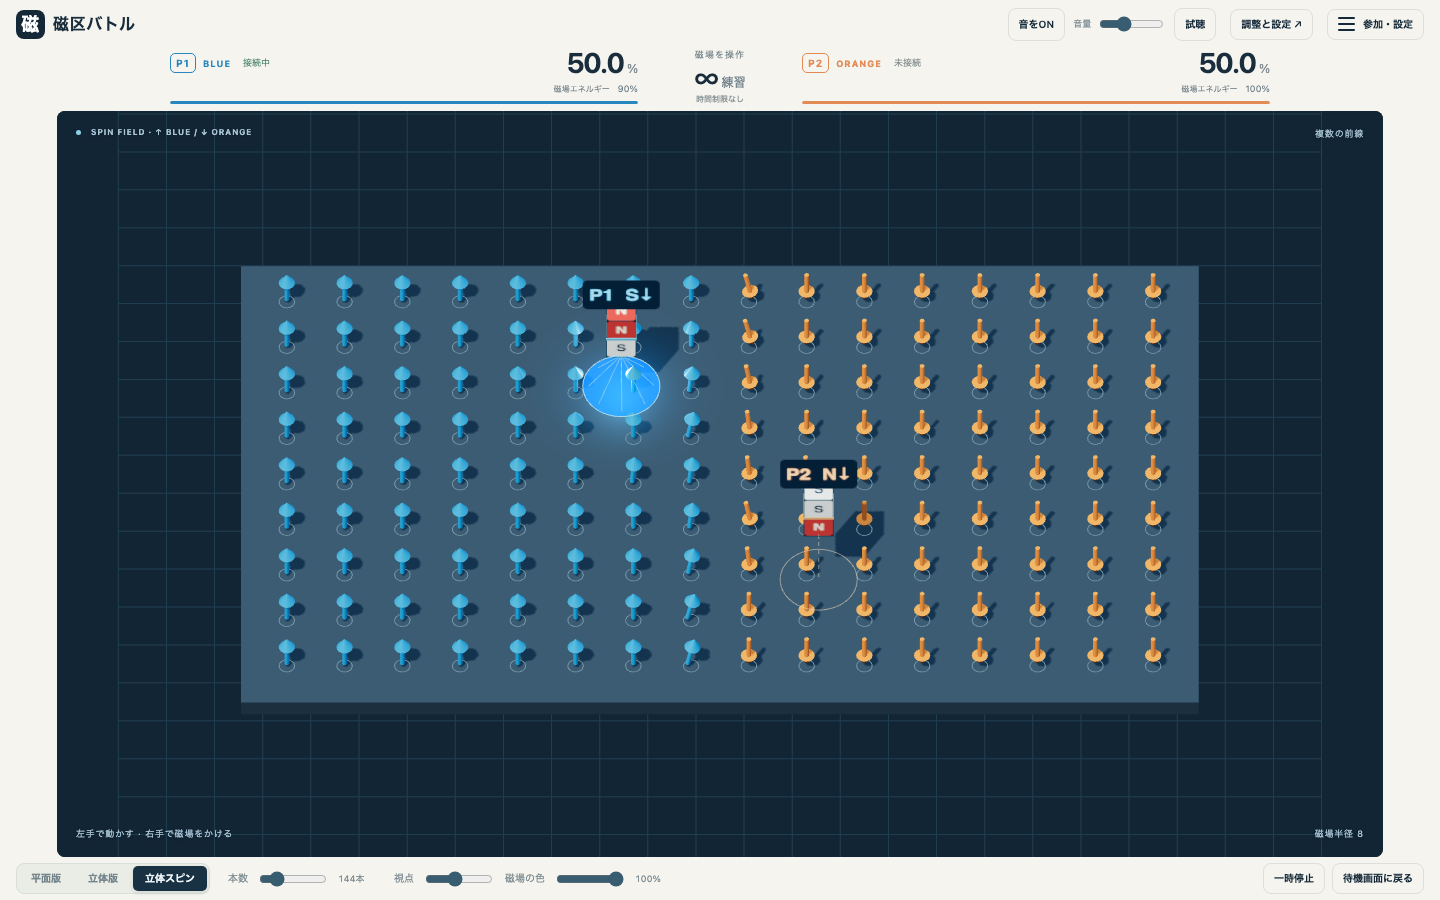 磁 磁区バトル
音をON 音量 試聴 調整と設定 ↗ 参加・設定
P1 BLUE 接続中 50.0 %
磁場エネルギー 90%
磁場を操作
∞ 練習
時間制限なし
P2 ORANGE 未接続 50.0 %
磁場エネルギー 100%
SPIN FIELD · ↑ BLUE / ↓ ORANGE
複数の前線
P1 S↓
N
N
S
P2 N↓
S
S
N
左手で動かす · 右手で磁場をかける
磁場半径 8
平面版 立体版 立体スピン 本数 144本 視点 磁場の色 100% 一時停止 待機画面に戻る